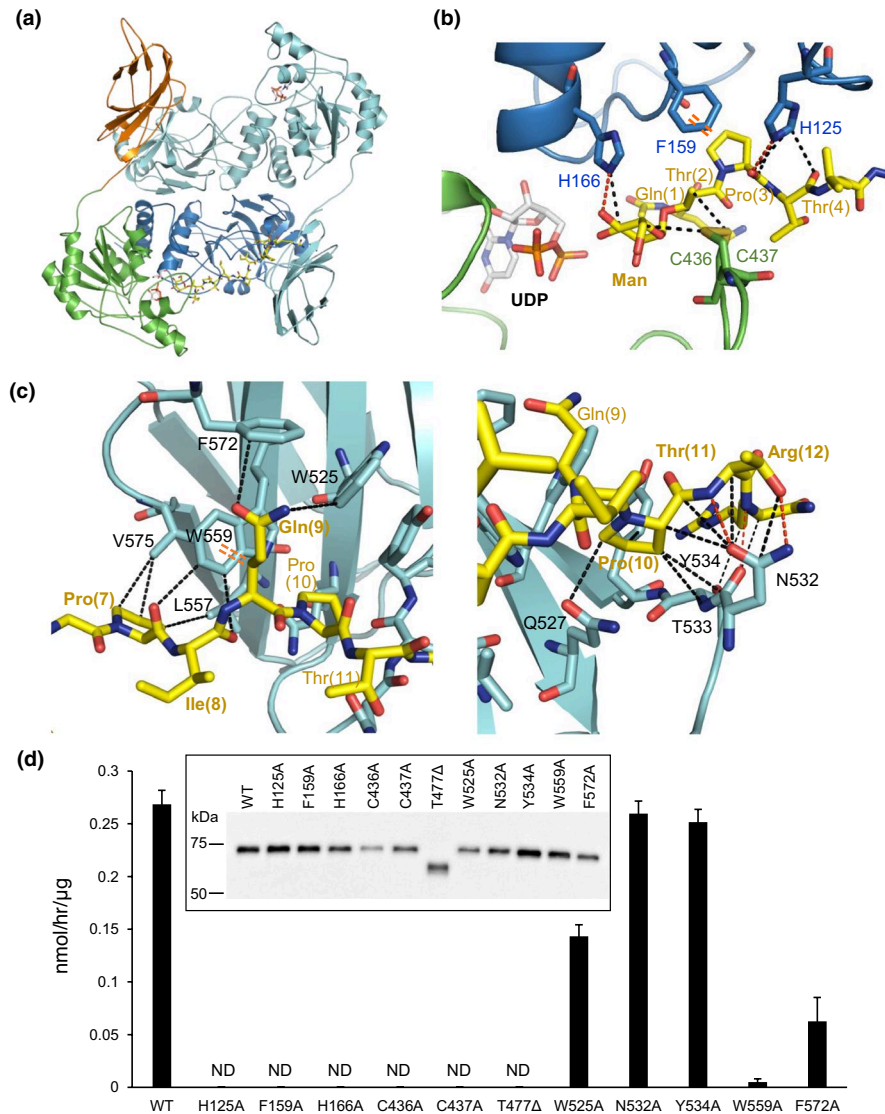 (a)
(b)
H125
F159
H166
Thr(2)
Gln(1)
Pro(3)
Thr(4)
C436
C437
Man
UDP
(c)
F572
W525
Gln(9)
V575
W559
Pro
(10)
Pro(7)
L557
Thr(11)
Ile(8)
Gln(9)
Thr(11)
Arg(12)
Y534
N532
Pro(10)
Q527
T533
(d)
nmol/hr/µg
0.3
0.25
0.2
0.15
0.1
0.05
0
WT H125A F159A H166A C436A C437A T477Δ W525A N532A Y534A W559A F572A
kDa
75
50
ND ND ND ND ND ND
WT H125A F159A H166A C436A C437A T477Δ W525A N532A Y534A W559A F572A